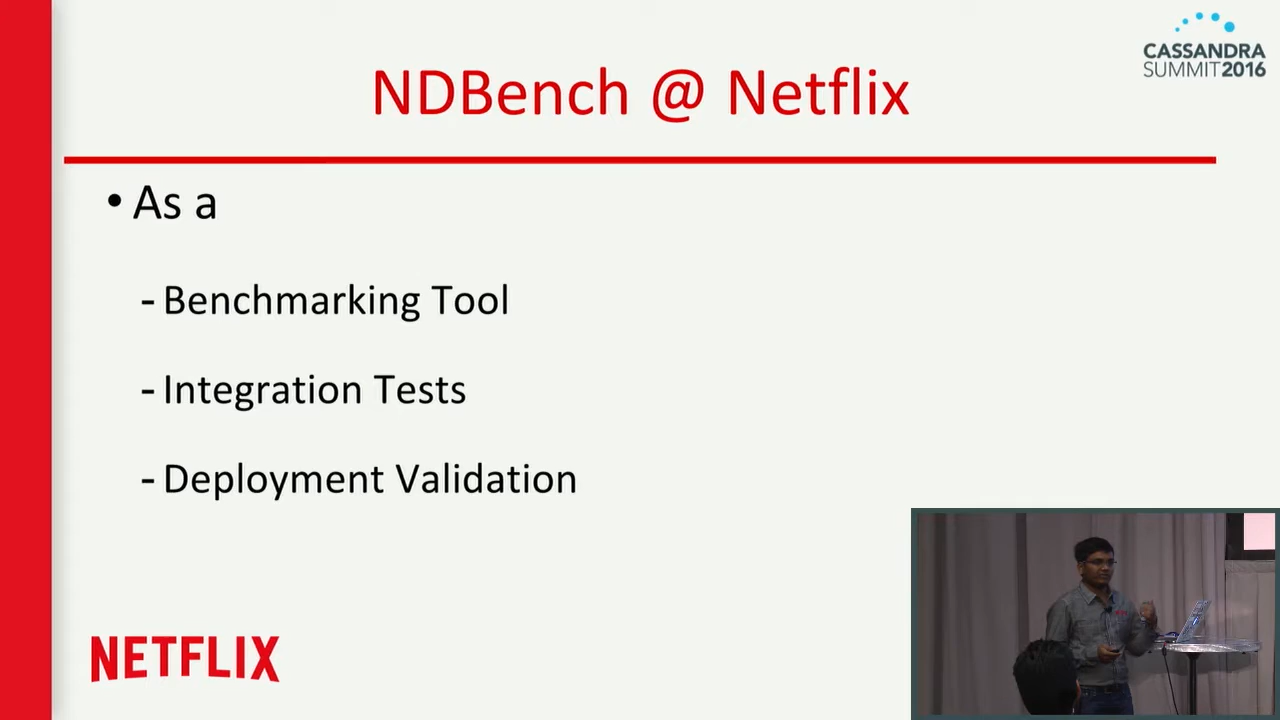 CASSANDRA
SUMMIT2016
NDBench @ Netflix
• As a
- Benchmarking Tool
- Integration Tests
- Deployment Validation
NETFLIX